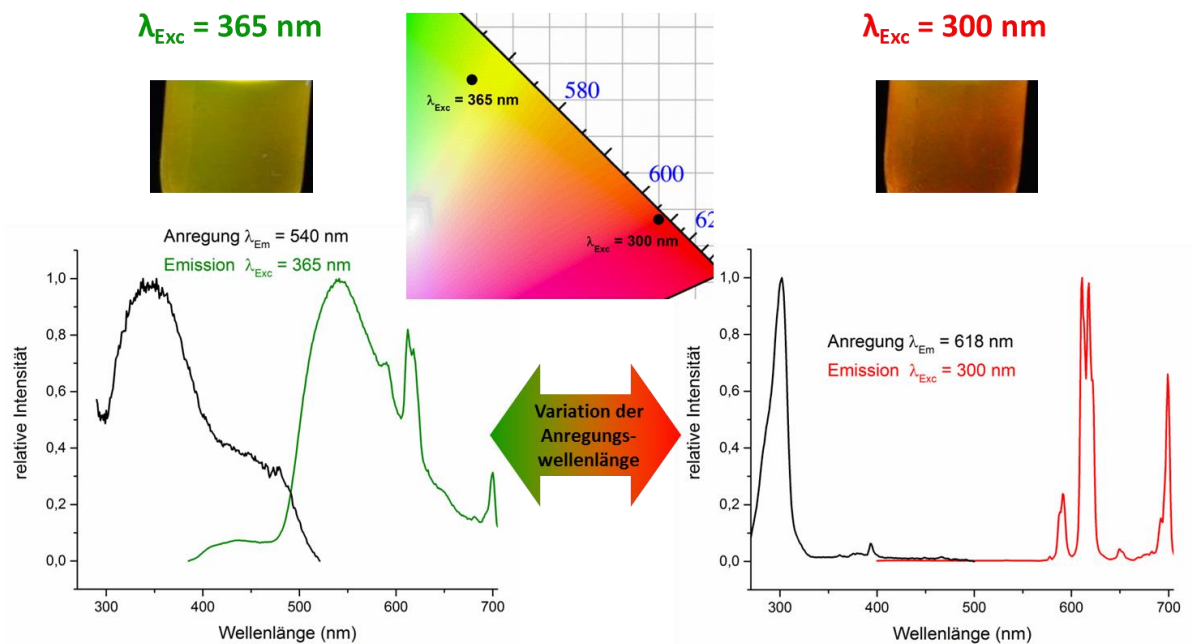 λExc = 365 nm
λExc = 300 nm
580
600
62
λExc = 365 nm
λExc = 300 nm
Anregung λEm = 540 nm
Emission λExc = 365 nm
1,0
0,8
0,6
0,4
0,2
0,0
relative Intensität
300 400 500 600 700
Wellenlänge (nm)
Variation der
Anregungs-
wellenlänge
Anregung λEm = 618 nm
Emission λExc = 300 nm
1,0
0,8
0,6
0,4
0,2
0,0
relative Intensität
300 400 500 600 700
Wellenlänge (nm)